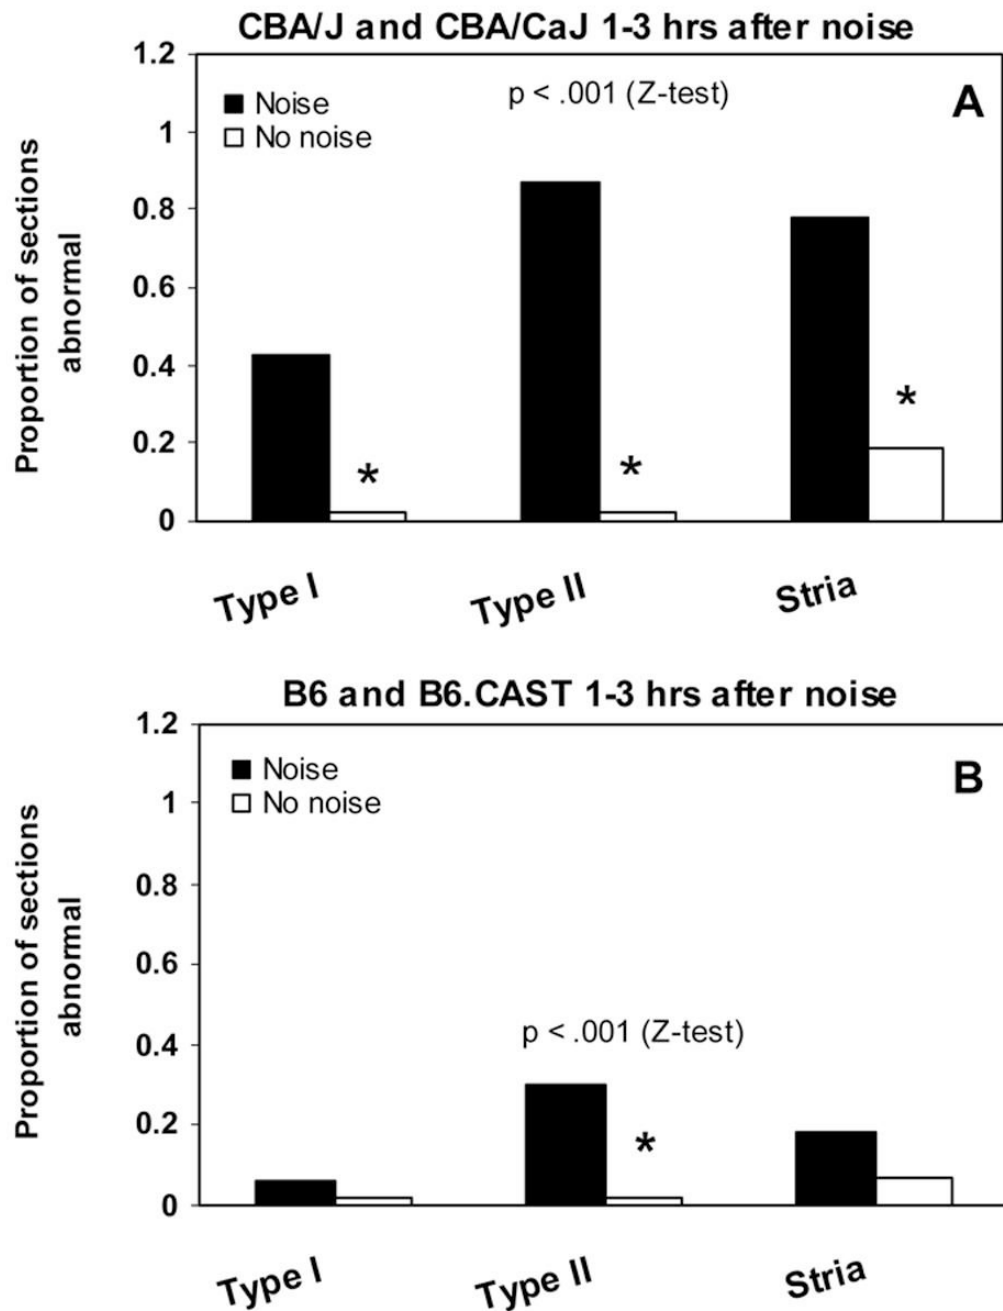 CBA/J and CBA/CaJ 1-3 hrs after noise
1.2
1
0.8
0.6
0.4
0.2
0
Proportion of sections
abnormal
Noise
No noise
p < .001 (Z-test)
A
*
*
*
Type I
Type II
Stria
B6 and B6.CAST 1-3 hrs after noise
1.2
1
0.8
0.6
0.4
0.2
0
Proportion of sections
abnormal
Noise
No noise
B
p < .001 (Z-test)
*
Type I
Type II
Stria